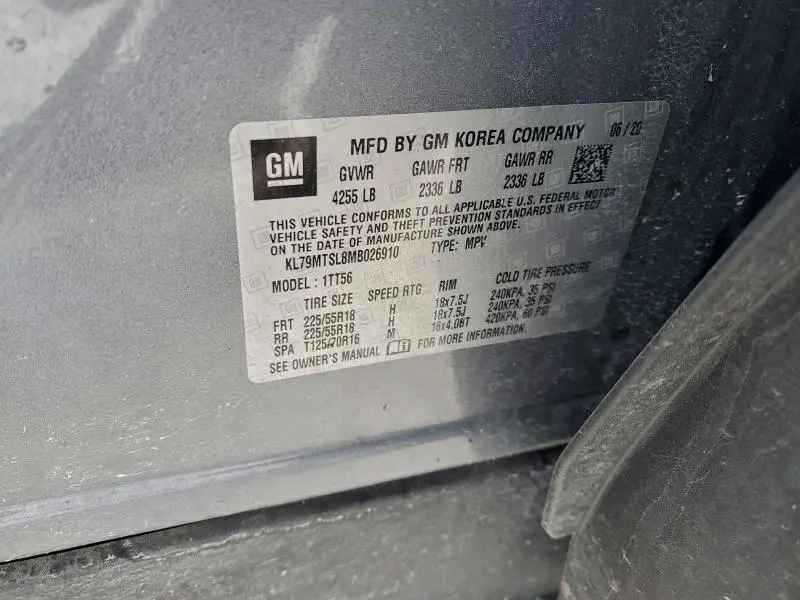 GM
MFD BY GM KOREA COMPANY 06/20
GVWR GAWR FRT GAWR RR
4255 LB 2336 LB 2336 LB
THIS VEHICLE CONFORMS TO ALL APPLICABLE U.S. FEDERAL MOTOR
VEHICLE SAFETY AND THEFT PREVENTION STANDARDS IN EFFECT
ON THE DATE OF MANUFACTURE SHOWN ABOVE.
KL79MTSL8MB026910 TYPE: MPV
MODEL : 1TT56
TIRE SIZE SPEED RTG RIM COLD TIRE PRESSURE
FRT 225/55R18 H 18x7.5J 240KPA, 35 PSI
RR 225/55R18 H 18x7.5J 240KPA, 35 PSI
SPA T125/70R16 M 16x4.0BT 420KPA, 60 PSI
SEE OWNER'S MANUAL FOR MORE INFORMATION.